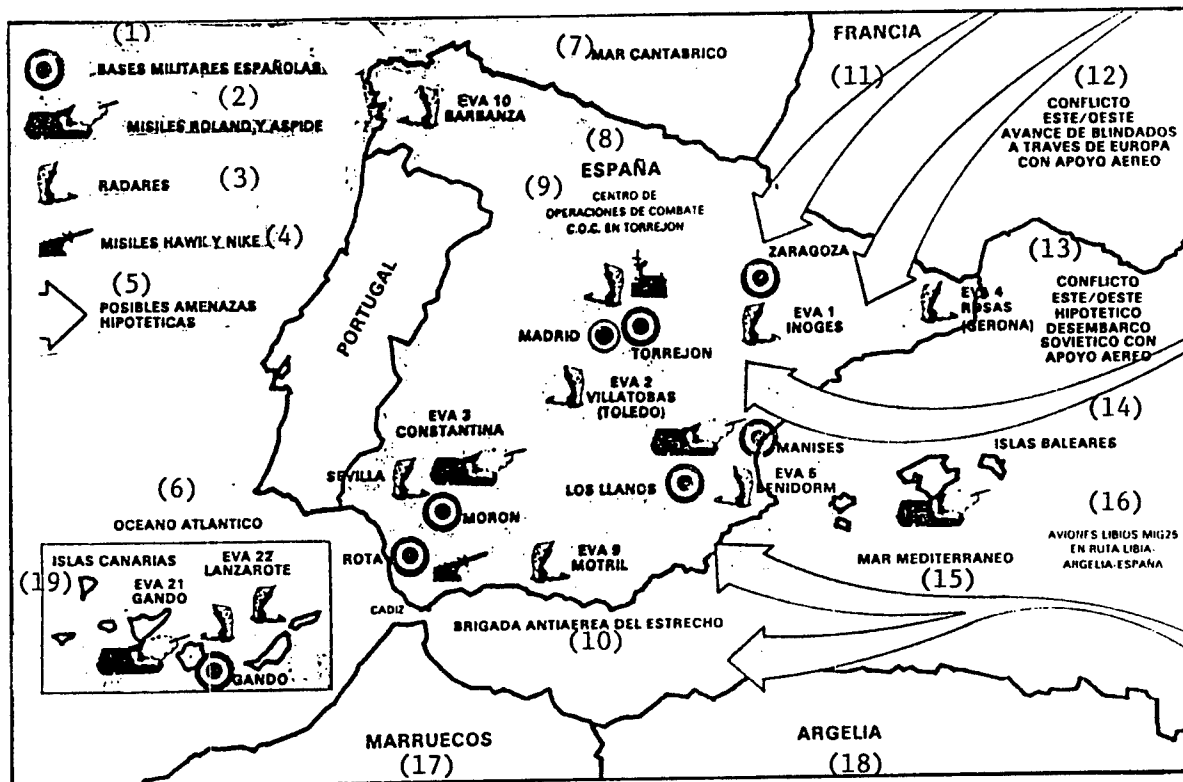 (1)
BASES MILITARES ESPAÑOLAS
(2)
MISILES ROLAND Y ASPIDE
RADARES (3)
MISILES HAWK Y NIKE (4)
(5)
POSIBLES AMENAZAS
HIPOTETICAS
(6)
OCEANO ATLANTICO
(7)
MAR CANTABRICO
EVA 10
BARBANZA
(8)
ESPAÑA
(9)
CENTRO DE
OPERACIONES DE COMBATE
C.O.C. EN TORREJON
PORTUGAL
FRANCIA
(11)
(12)
CONFLICTO
ESTE/OESTE
AVANCE DE BLINDADOS
A TRAVES DE EUROPA
CON APOYO AEREO
ZARAGOZA
EVA 1
INOGES
EVA 4
ROSAS
(GERONA)
(13)
CONFLICTO
ESTE/OESTE
HIPOTETICO
DESEMBARCO
SOVIETICO CON
APOYO AEREO
MADRID
TORREJON
EVA 2
VILLATOBAS
(TOLEDO)
EVA 3
CONSTANTINA
SEVILLA
MORON
ROTA
CADIZ
EVA 9
MOTRIL
LOS LLANOS
MANISES
EVA 5
BENIDORM
(14)
ISLAS BALEARES
(16)
AVIONES LIBIOS MIG25
EN RUTA LIBIA-
ARGELIA-ESPAÑA
MAR MEDITERRANEO
(15)
BRIGADA ANTIAEREA DEL ESTRECHO
(10)
(19)
ISLAS CANARIAS
EVA 22
LANZAROTE
EVA 21
GANDO
GANDO
MARRUECOS
(17)
ARGELIA
(18)